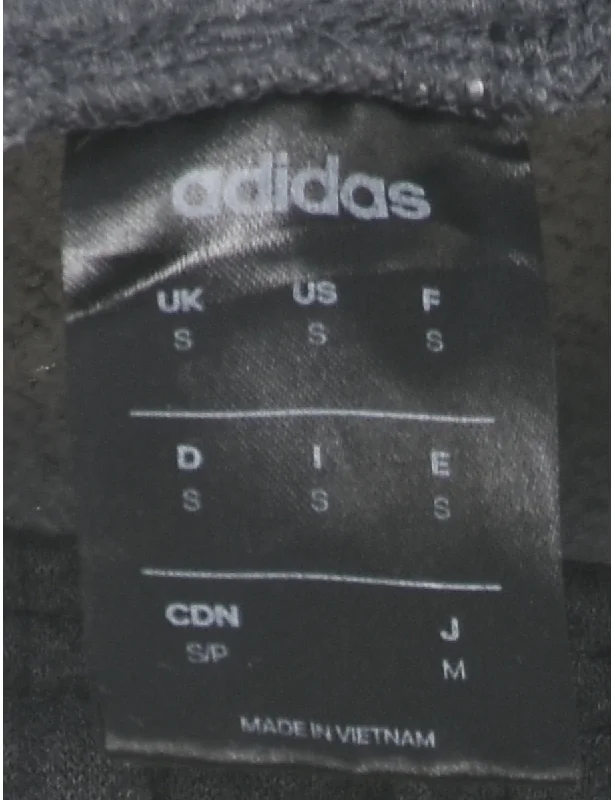 adidas
UK US F
S S S
D I E
S S S
CDN J
S/P M
MADE IN VIETNAM